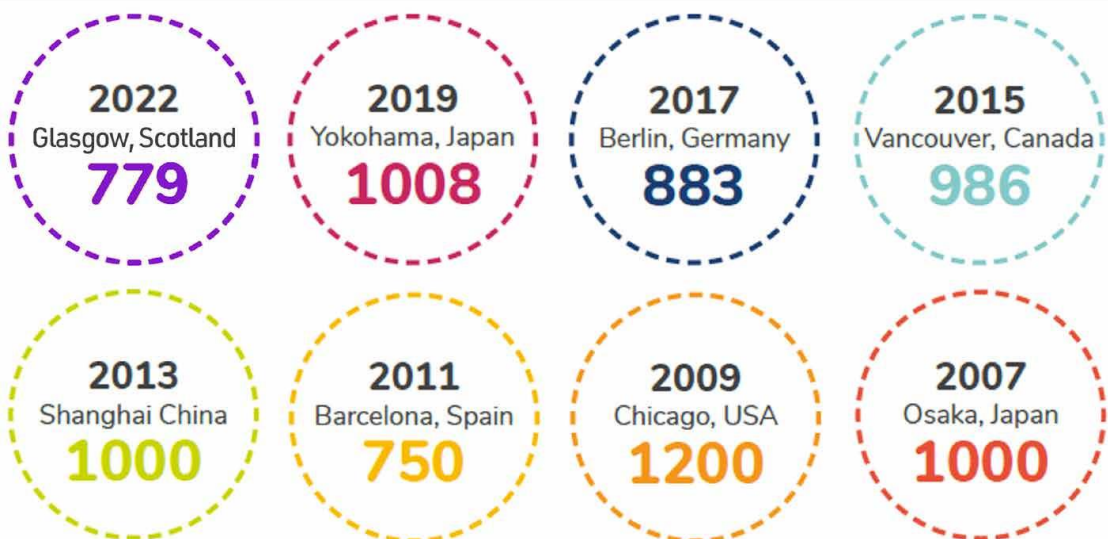 2022
Glasgow, Scotland
779
2019
Yokohama, Japan
1008
2017
Berlin, Germany
883
2015
Vancouver, Canada
986
2013
Shanghai China
1000
2011
Barcelona, Spain
750
2009
Chicago, USA
1200
2007
Osaka, Japan
1000